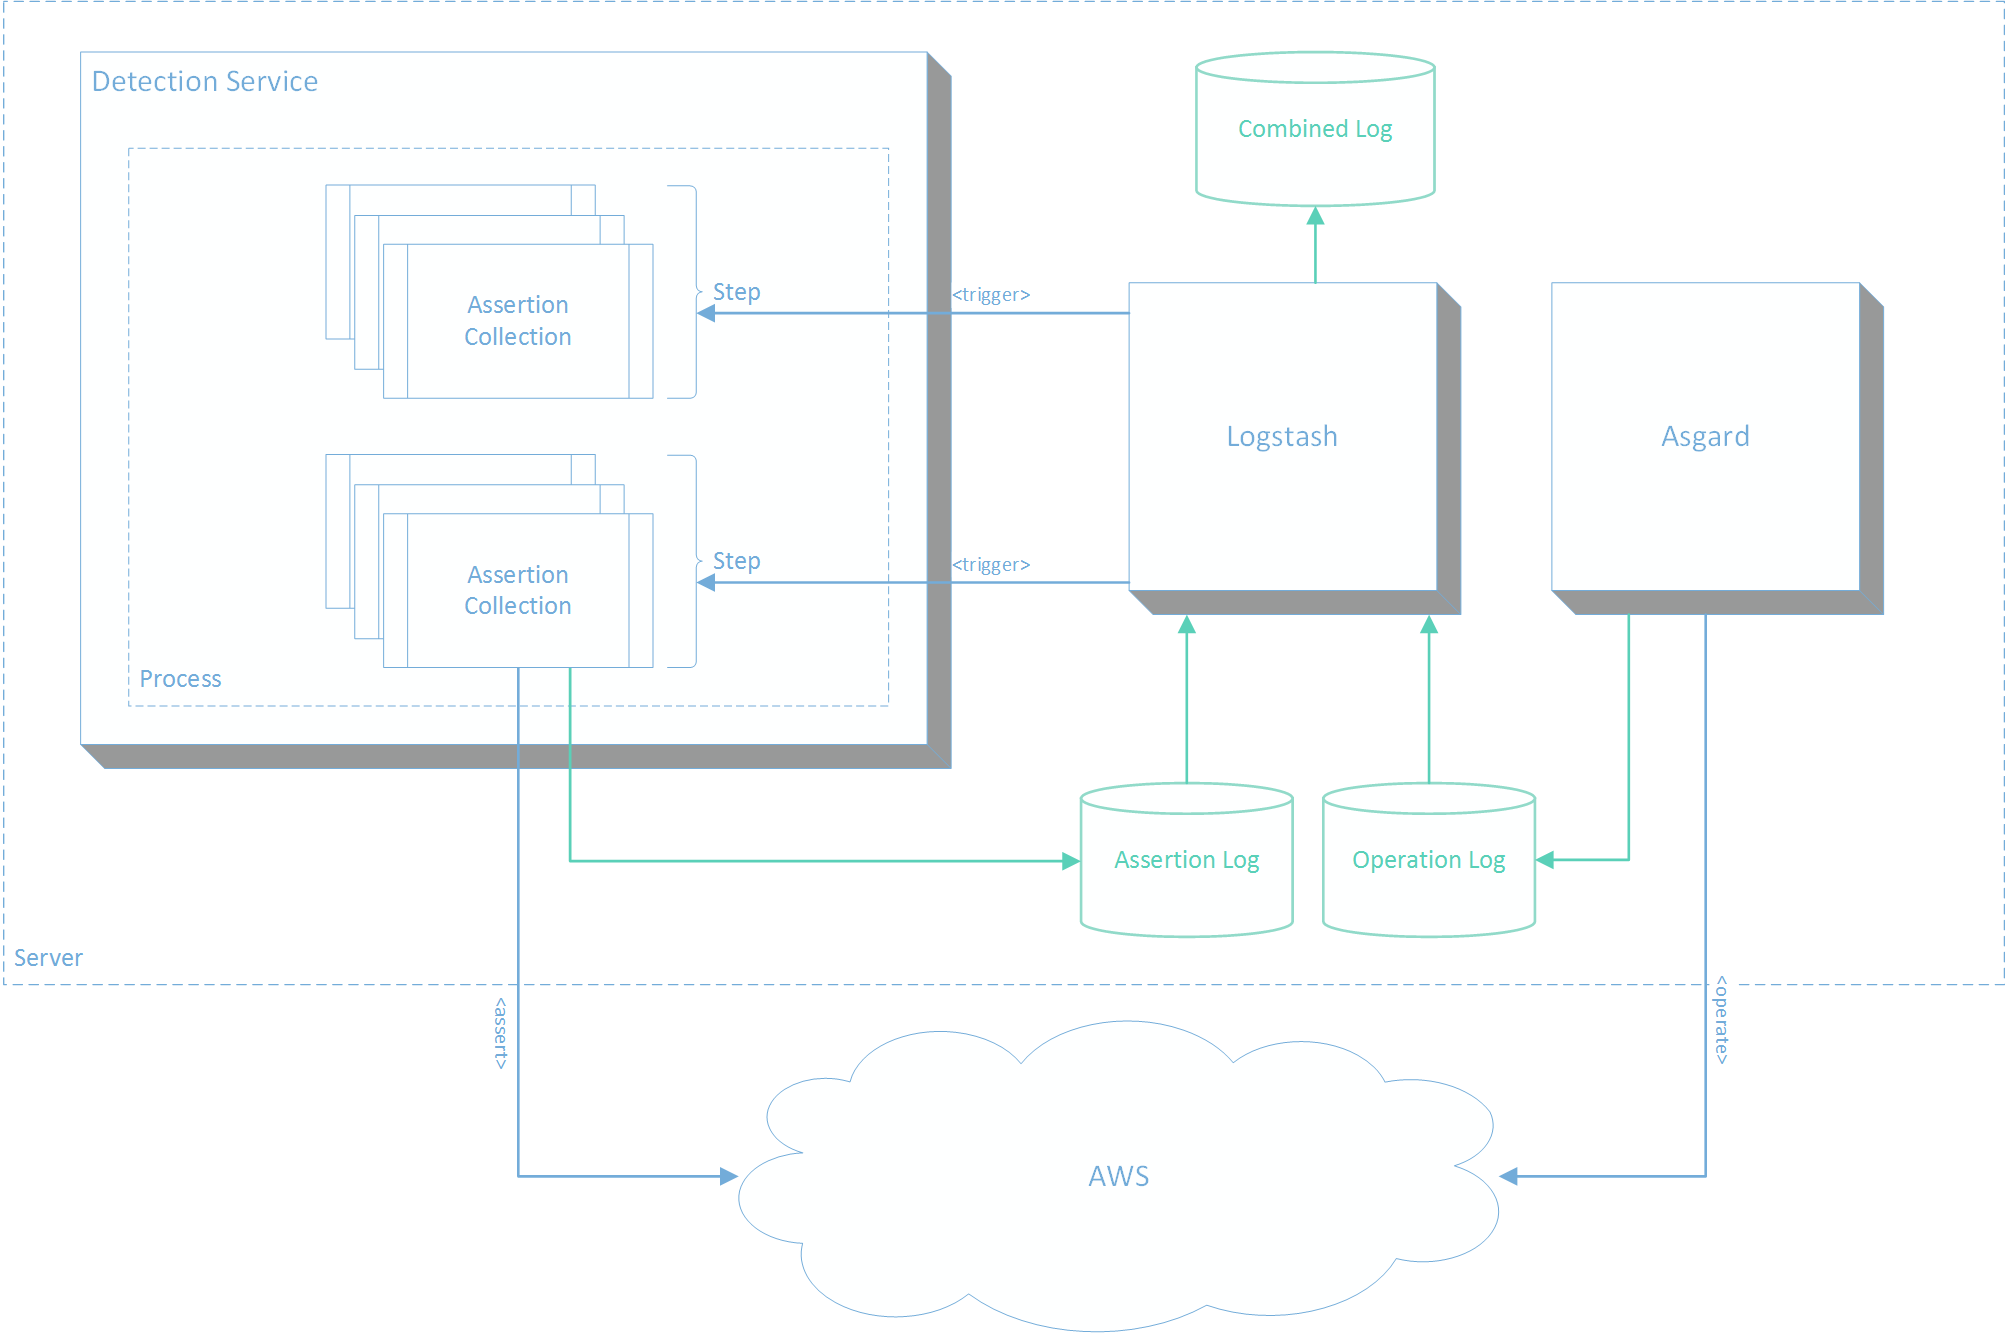 Detection Service
Combined Log
Step
<trigger>
Assertion
Collection
Logstash
Asgard
Step
<trigger>
Assertion
Collection
Process
Assertion Log
Operation Log
Server
<assert>
<operate>
AWS